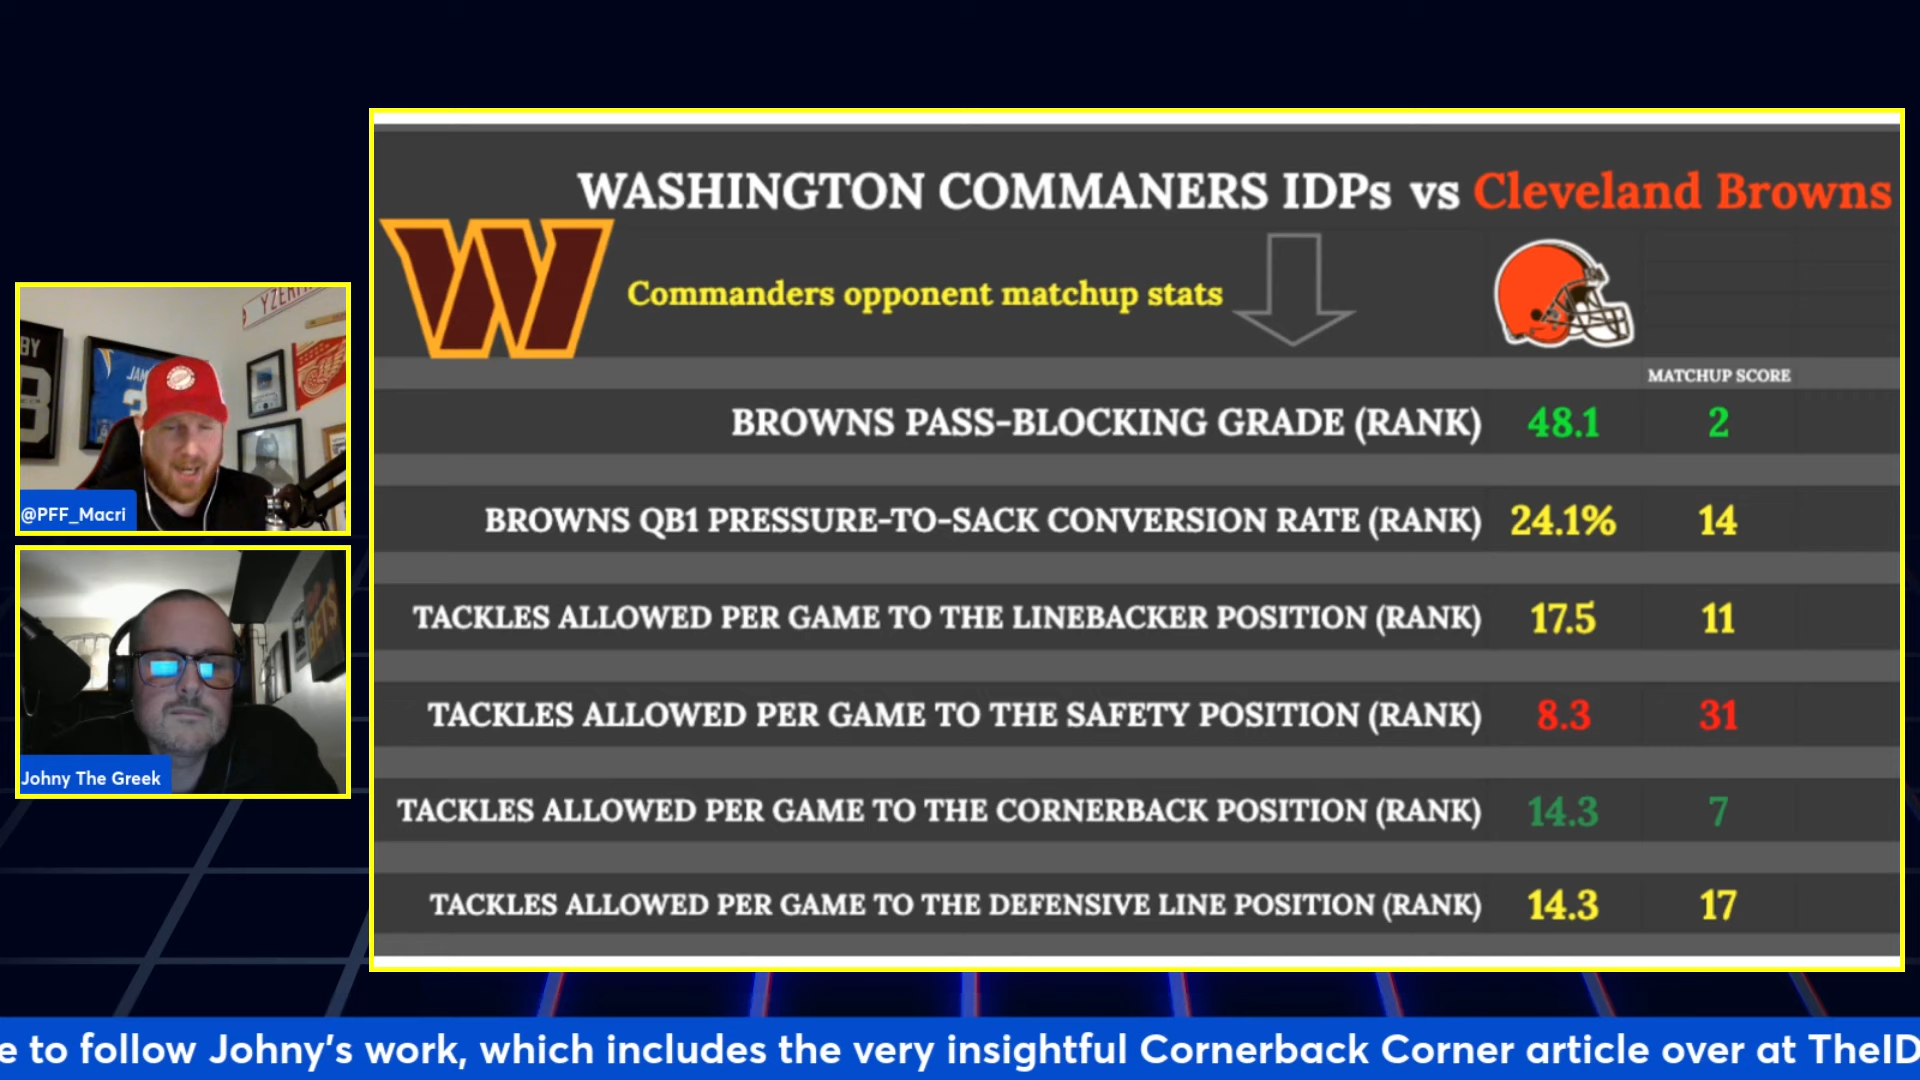 WASHINGTON COMMANERS IDPs vs Cleveland Browns
Commanders opponent matchup stats
MATCHUP SCORE
BROWNS PASS-BLOCKING GRADE (RANK) 48.1 2
BROWNS QB1 PRESSURE-TO-SACK CONVERSION RATE (RANK) 24.1% 14
TACKLES ALLOWED PER GAME TO THE LINEBACKER POSITION (RANK) 17.5 11
TACKLES ALLOWED PER GAME TO THE SAFETY POSITION (RANK) 8.3 31
TACKLES ALLOWED PER GAME TO THE CORNERBACK POSITION (RANK) 14.3 7
TACKLES ALLOWED PER GAME TO THE DEFENSIVE LINE POSITION (RANK) 14.3 17
@PFF_Macri
Johny The Greek
e to follow Johny's work, which includes the very insightful Cornerback Corner article over at TheID